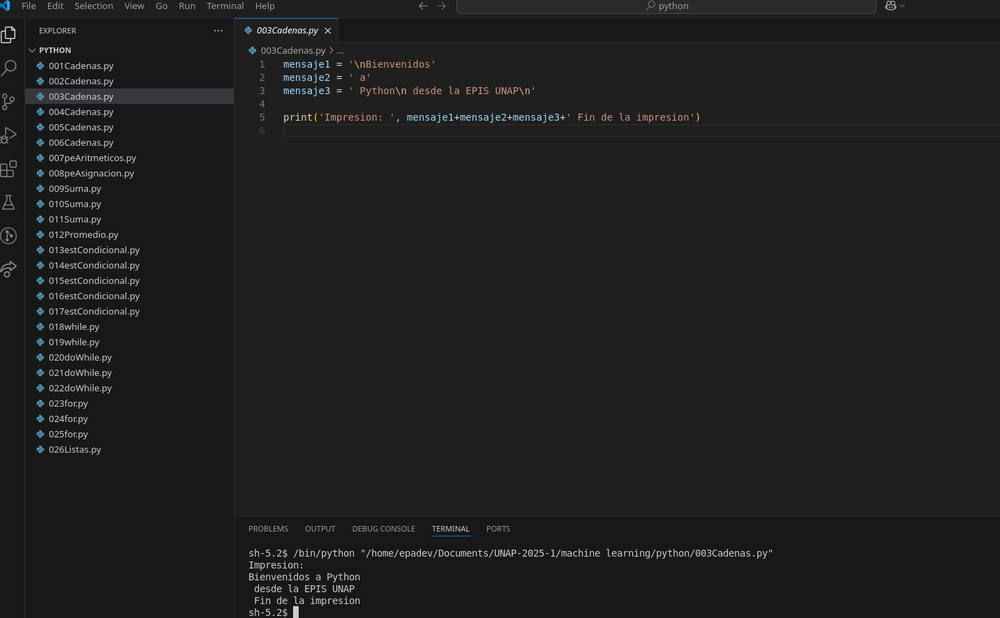 File Edit Selection View Go Run Terminal Help
python
EXPLORER
PYTHON
001Cadenas.py
002Cadenas.py
003Cadenas.py
004Cadenas.py
005Cadenas.py
006Cadenas.py
007peAritmeticos.py
008peAsignacion.py
009Suma.py
010Suma.py
011Suma.py
012Promedio.py
013estCondicional.py
014estCondicional.py
015estCondicional.py
016estCondicional.py
017estCondicional.py
018while.py
019while.py
020doWhile.py
021doWhile.py
022doWhile.py
023for.py
024for.py
025for.py
026Listas.py
003Cadenas.py
003Cadenas.py > ...
1 mensaje1 = '\nBienvenidos'
2 mensaje2 = ' a'
3 mensaje3 = ' Python\n desde la EPIS UNAP\n'
4
5 print('Impresion: ', mensaje1+mensaje2+mensaje3+' Fin de la impresion')
6
PROBLEMS OUTPUT DEBUG CONSOLE TERMINAL PORTS
sh-5.2$ /bin/python "/home/epadev/Documents/UNAP-2025-1/machine learning/python/003Cadenas.py"
Impresion:
Bienvenidos a Python
 desde la EPIS UNAP
 Fin de la impresion
sh-5.2$